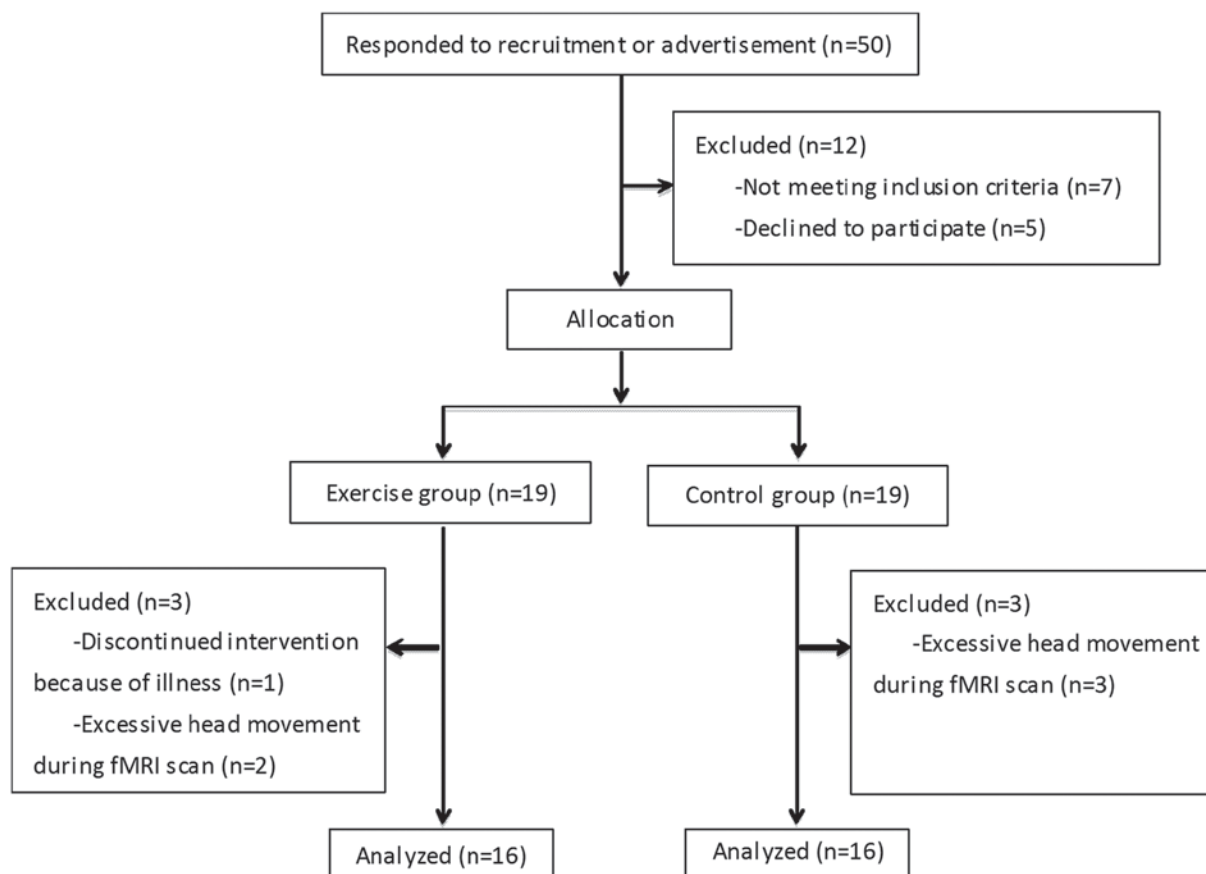 Responded to recruitment or advertisement (n=50)
Excluded (n=12)
-Not meeting inclusion criteria (n=7)
-Declined to participate (n=5)
Allocation
Exercise group (n=19)
Control group (n=19)
Excluded (n=3)
-Discontinued intervention
because of illness (n=1)
-Excessive head movement
during fMRI scan (n=2)
Excluded (n=3)
-Excessive head movement
during fMRI scan (n=3)
Analyzed (n=16)
Analyzed (n=16)